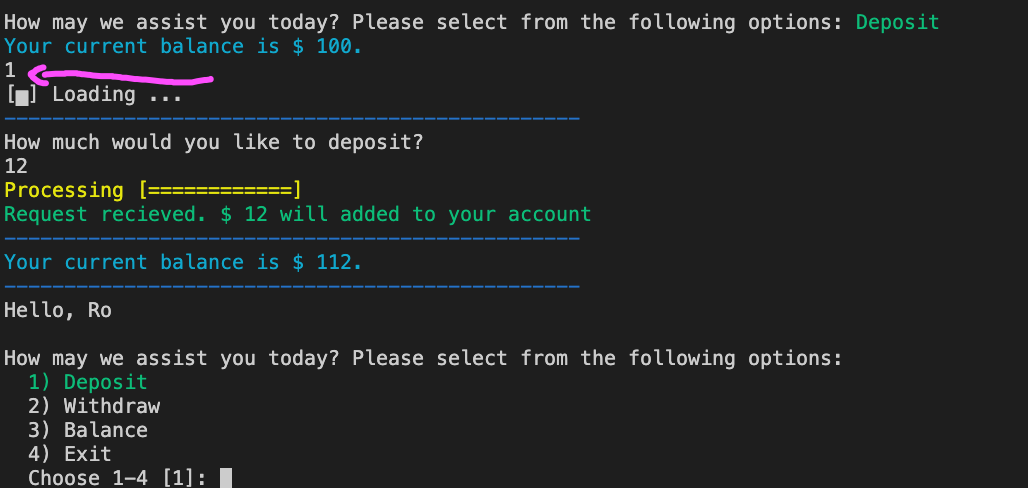 How may we assist you today? Please select from the following options: Deposit
Your current balance is $ 100.
1
[■] Loading ...
------------------------------------------------
How much would you like to deposit?
12
Processing [============]
Request recieved. $ 12 will added to your account
------------------------------------------------
Your current balance is $ 112.
------------------------------------------------
Hello, Ro
How may we assist you today? Please select from the following options:
1) Deposit
2) Withdraw
3) Balance
4) Exit
Choose 1-4 [1]: